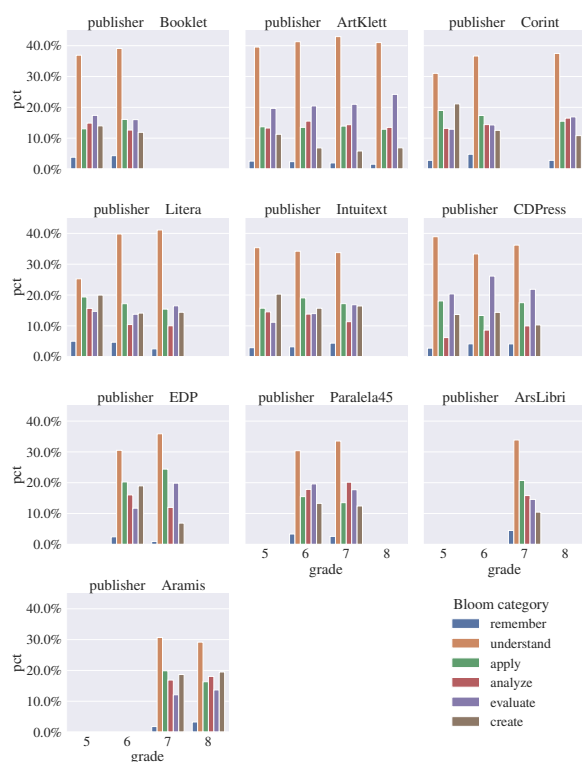 publisher Booklet
publisher ArtKlett
publisher Corint
40.0%
30.0%
20.0%
10.0%
0.0%
pct
publisher Litera
publisher Intuitext
publisher CDPress
40.0%
30.0%
20.0%
10.0%
0.0%
pct
publisher EDP
publisher Paralela45
publisher ArsLibri
40.0%
30.0%
20.0%
10.0%
0.0%
pct
5 6 7 8
grade
5 6 7 8
grade
publisher Aramis
40.0%
30.0%
20.0%
10.0%
0.0%
pct
5 6 7 8
grade
Bloom category
remember
understand
apply
analyze
evaluate
create